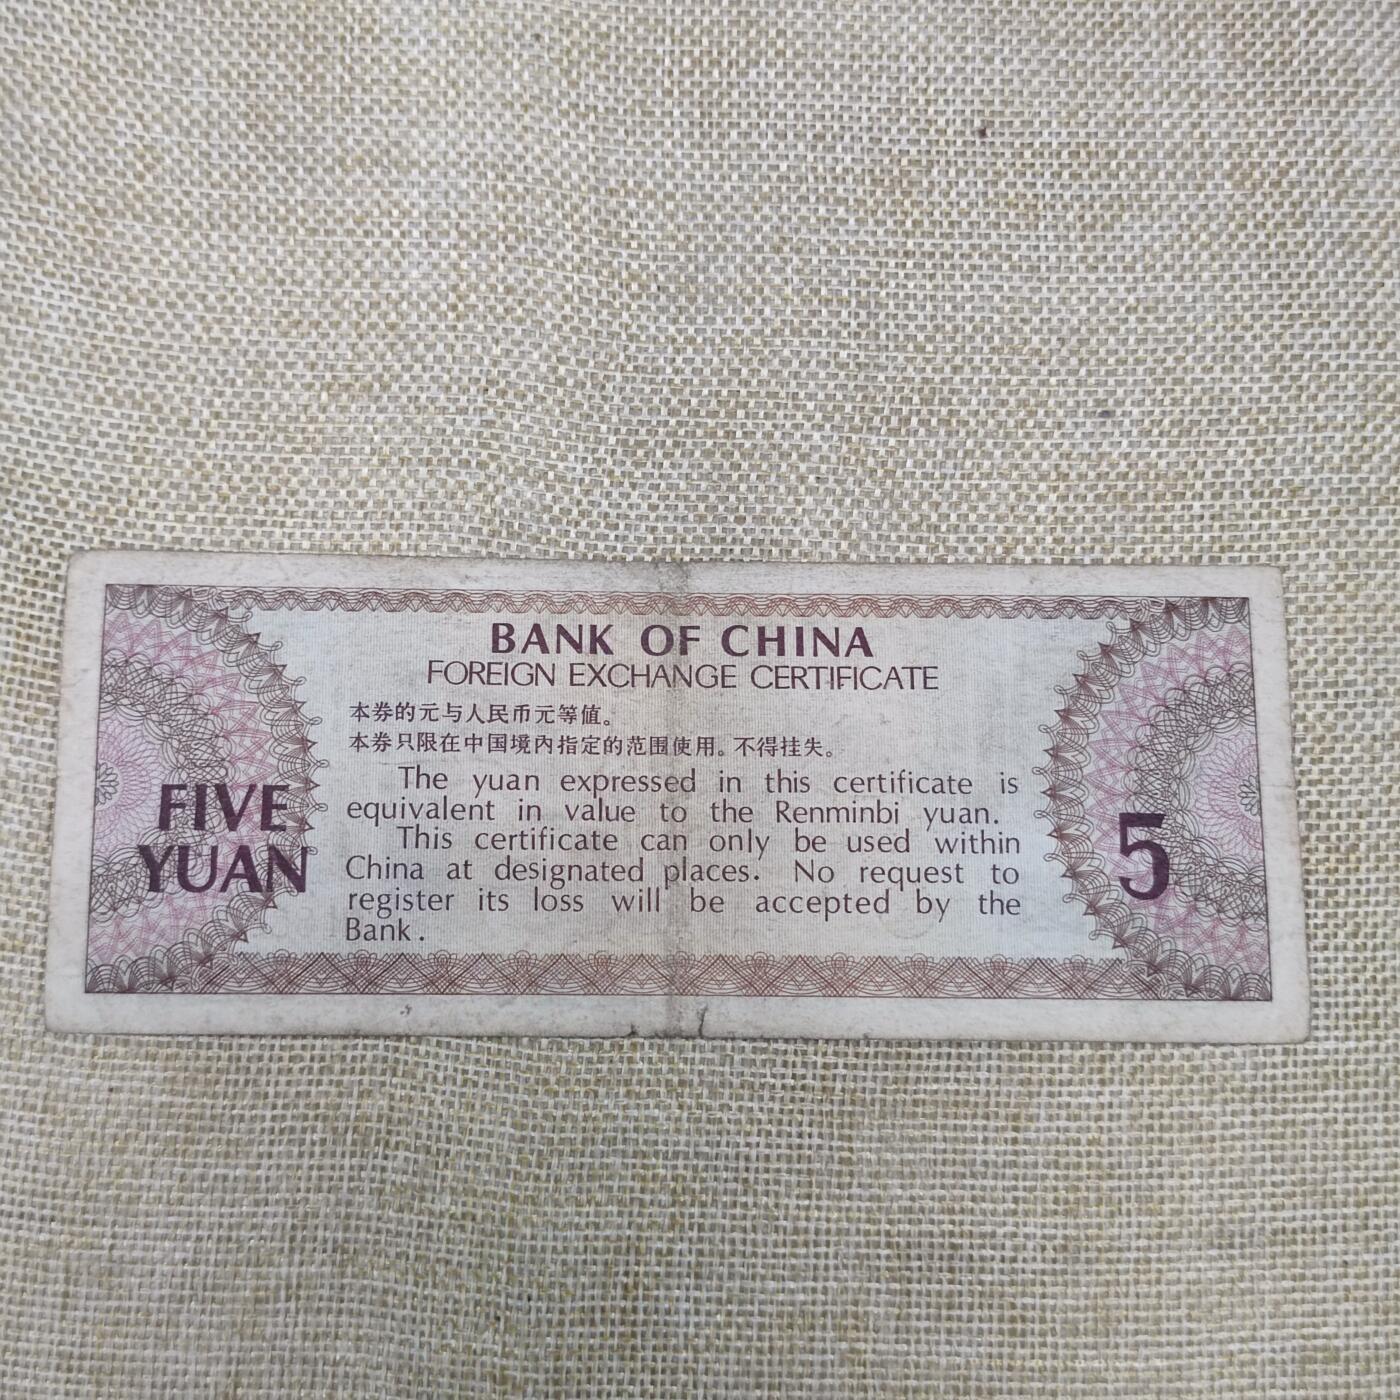 BANK OF CHINA
FOREIGN EXCHANGE CERTIFICATE
本券的元与人民币元等值。
本券只限在中国境内指定的范围使用。不得挂失。
The yuan expressed in this certificate is
equivalent in value to the Renminbi yuan.
This certificate can only be used within
China at designated places. No request to
register its loss will be accepted by the
Bank.
FIVE
YUAN
5